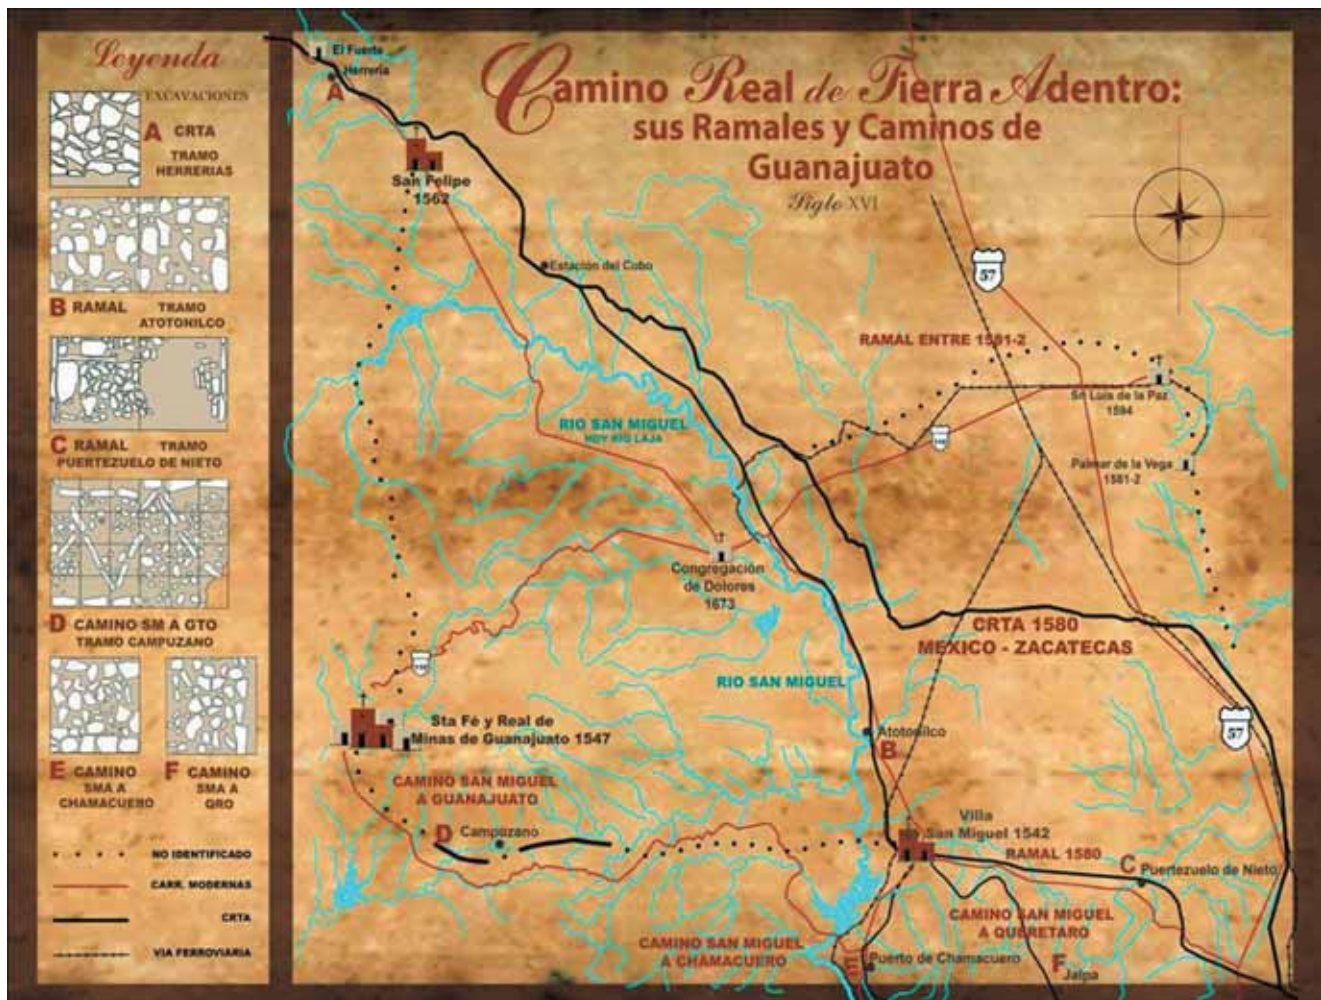 Leyenda
EXCAVACIONES
A CRTA
TRAMO
HERRERIAS
B RAMAL TRAMO
ATOTONILCO
C RAMAL TRAMO
PUERTEZUELO DE NIETO
D CAMINO SM A GTO
TRAMO CAMPUZANO
E CAMINO
SMA A
CHAMACUERO
F CAMINO
SMA A
QRO
NO IDENTIFICADO
CARR. MODERNAS
CRTA
VIA FERROVIARIA
Camino Real de Tierra Adentro:
sus Ramales y Caminos de
Guanajuato
Siglo XVI
El Fuerte
Herrería
A
San Felipe
1562
Estación del Cubo
57
RAMAL ENTRE 1581-2
Sn Luis de la Paz
1594
Palmar de la Vega
1581-2
RIO SAN MIGUEL
HOY RIO LAJA
110
Congregación
de Dolores
1673
CRTA 1580
MEXICO - ZACATECAS
110
RIO SAN MIGUEL
57
Sta Fé y Real de
Minas de Guanajuato 1547
Atotonilco
B
CAMINO SAN MIGUEL
A GUANAJUATO
D Campuzano
Villa
San Miguel 1542
RAMAL 1580
C Puertezuelo de Nieto
CAMINO SAN MIGUEL
A QUERETARO
CAMINO SAN MIGUEL
A CHAMACUERO
E
Puerto de Chamacuero
F
Jalpa